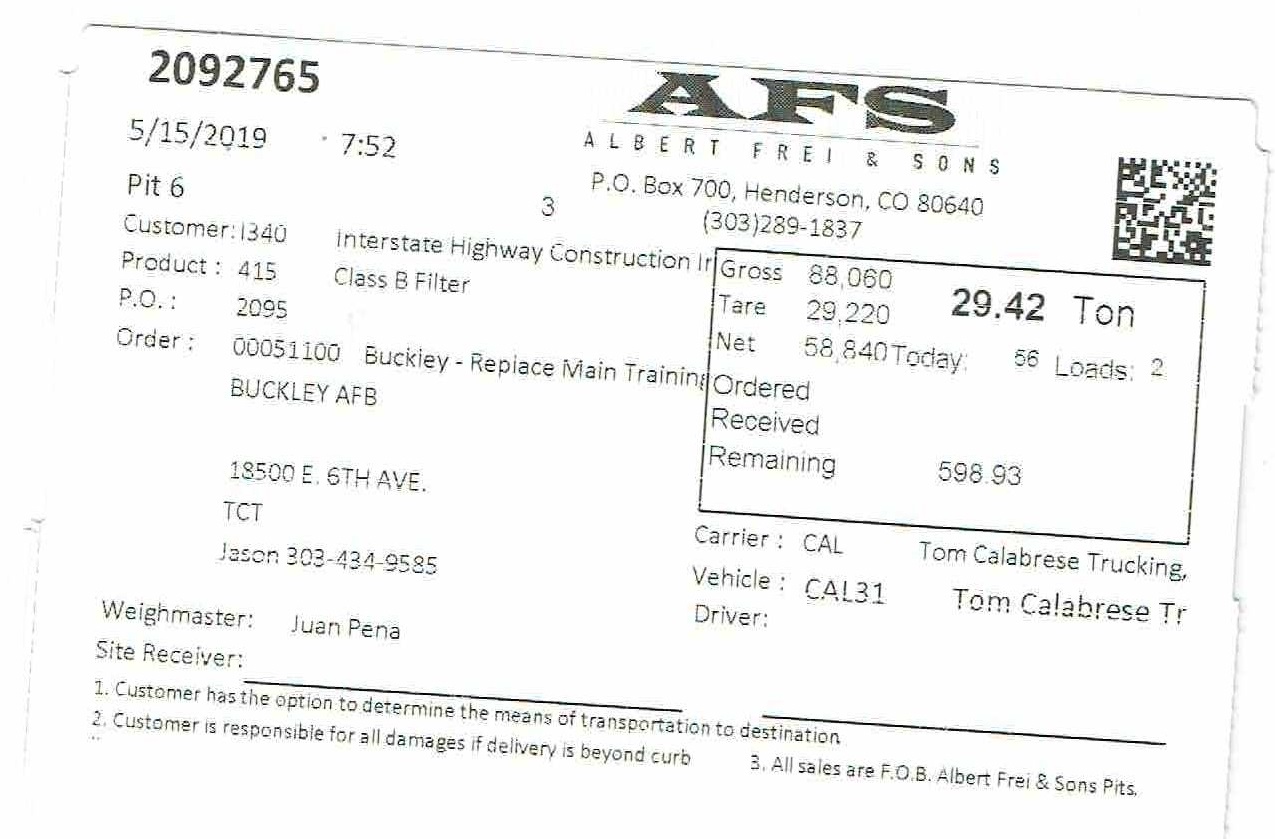 2092765
AFS
ALBERT FREI & SONS
5/15/2019 7:52
P.O. Box 700, Henderson, CO 80640
(303)289-1837
Pit 6
3
Customer: I340 Interstate Highway Construction Ir
Product : 415 Class B Filter
P.O. : 2095
Order : 00051100 Buckley - Replace Main Training
BUCKLEY AFB
18500 E. 6TH AVE.
TCT
Jason 303-434-9585
Gross 88,060
Tare 29,220
29.42 Ton
Net 58,840 Today: 56 Loads: 2
Ordered
Received
Remaining 598.93
Carrier : CAL Tom Calabrese Trucking,
Vehicle : CAL31 Tom Calabrese Tr
Driver:
Weighmaster: Juan Pena
Site Receiver:
1. Customer has the option to determine the means of transportation to destination
2. Customer is responsible for all damages if delivery is beyond curb
3. All sales are F.O.B. Albert Frei & Sons Pits.